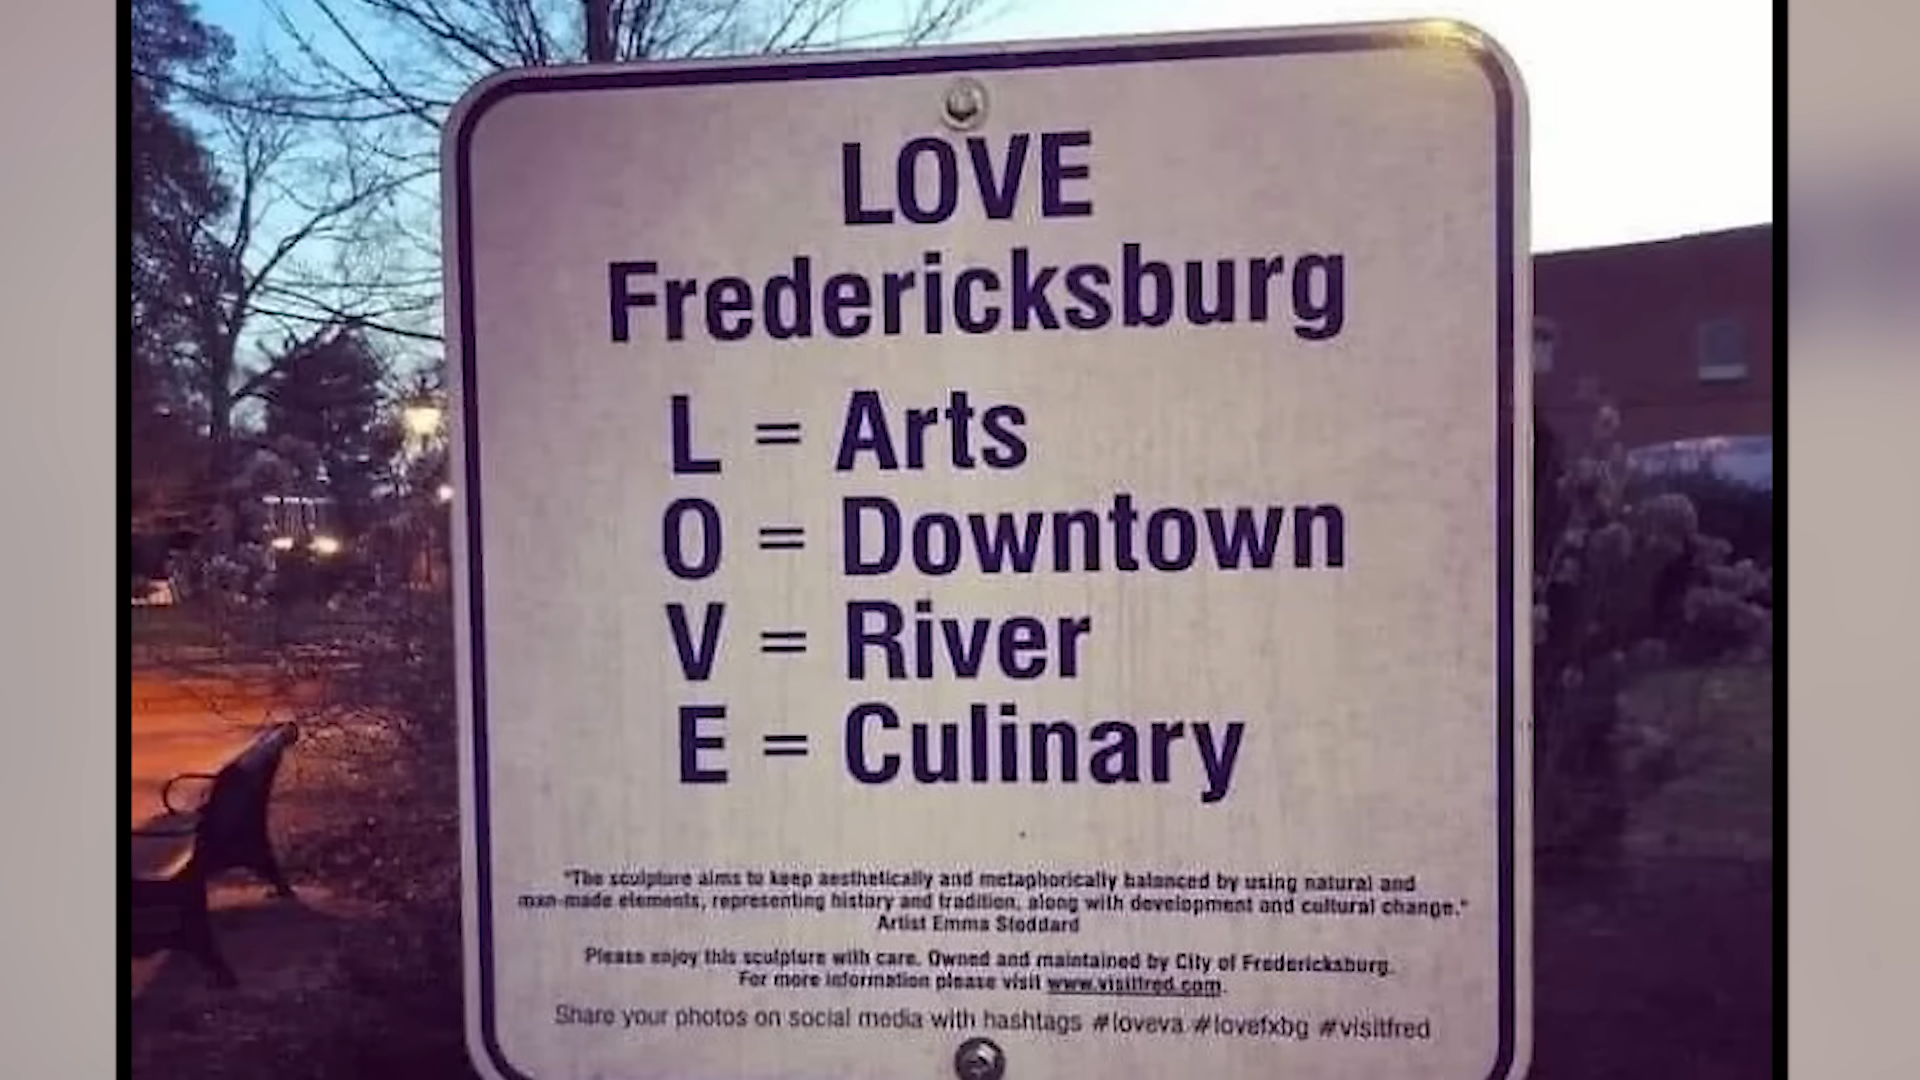 LOVE
Fredericksburg
L = Arts
O = Downtown
V = River
E = Culinary
"The sculpture aims to keep aesthetically and metaphorically balanced by using natural and
man-made elements, representing history and tradition, along with development and cultural change."
Artist Emma Stoddard
Please enjoy this sculpture with care. Owned and maintained by City of Fredericksburg.
For more information please visit www.visitfred.com.
Share your photos on social media with hashtags #loveva #lovefxbg #visitfred